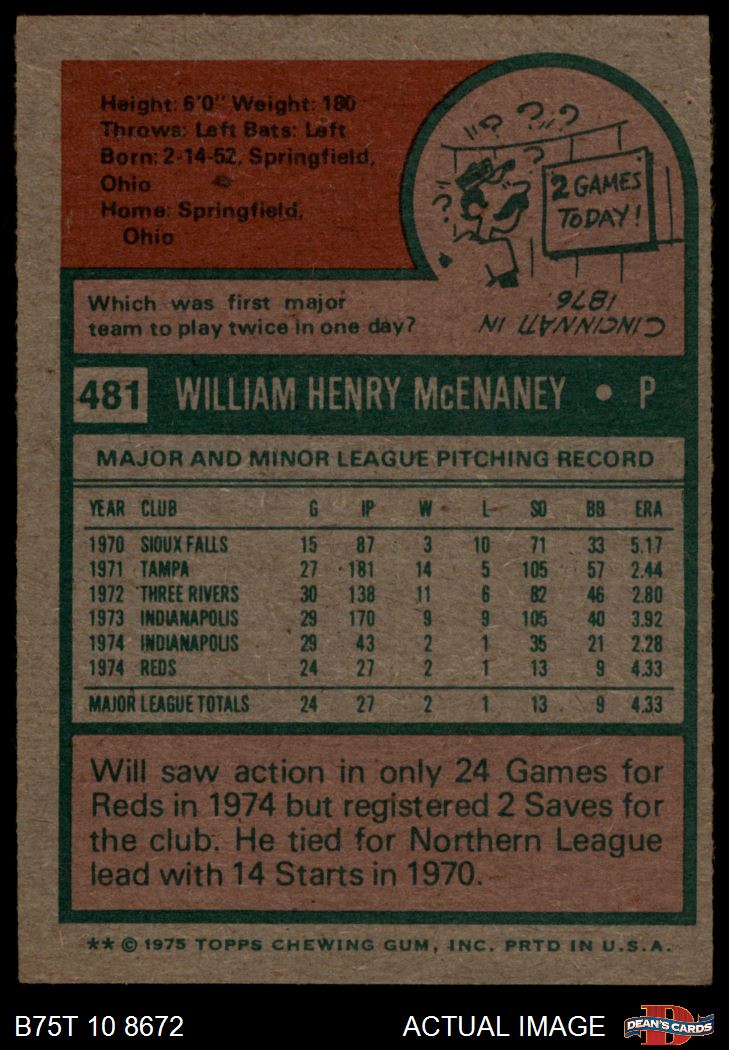 Height: 6'0" Weight: 180
Throws: Left Bats: Left
Born: 2-14-52, Springfield,
Ohio
Home: Springfield,
Ohio
2 GAMES
TODAY!
? ? ? ? ?
Which was first major
team to play twice in one day?
CINCINNATI IN
1876
481 WILLIAM HENRY McENANEY • P
MAJOR AND MINOR LEAGUE PITCHING RECORD
YEAR CLUB G IP W L SO BB ERA
1970 SIOUX FALLS 15 87 3 10 71 33 5.17
1971 TAMPA 27 181 14 5 105 57 2.44
1972 THREE RIVERS 30 138 11 6 82 46 2.80
1973 INDIANAPOLIS 29 170 9 9 105 40 3.92
1974 INDIANAPOLIS 29 43 2 1 35 21 2.28
1974 REDS 24 27 2 1 13 9 4.33
MAJOR LEAGUE TOTALS 24 27 2 1 13 9 4.33
Will saw action in only 24 Games for
Reds in 1974 but registered 2 Saves for
the club. He tied for Northern League
lead with 14 Starts in 1970.
** © 1975 TOPPS CHEWING GUM, INC. PRTD IN U.S.A.
B75T 10 8672 ACTUAL IMAGE DEAN'S CARDS